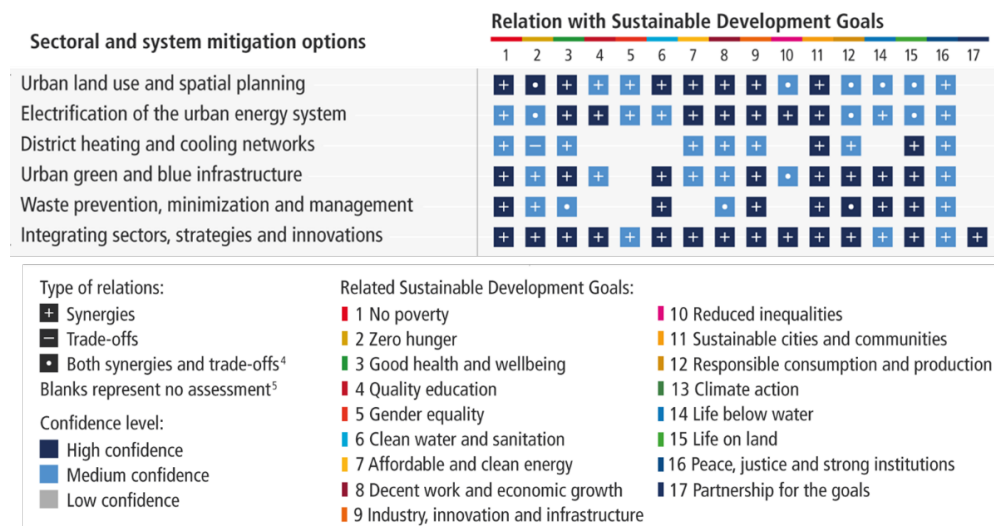 Relation with Sustainable Development Goals
Sectoral and system mitigation options
1 2 3 4 5 6 7 8 9 10 11 12 14 15 16 17
Urban land use and spatial planning
Electrification of the urban energy system
District heating and cooling networks
Urban green and blue infrastructure
Waste prevention, minimization and management
Integrating sectors, strategies and innovations
Type of relations:
+ Synergies
− Trade-offs
• Both synergies and trade-offs⁴
Blanks represent no assessment⁵
Confidence level:
High confidence
Medium confidence
Low confidence
Related Sustainable Development Goals:
1 No poverty
2 Zero hunger
3 Good health and wellbeing
4 Quality education
5 Gender equality
6 Clean water and sanitation
7 Affordable and clean energy
8 Decent work and economic growth
9 Industry, innovation and infrastructure
10 Reduced inequalities
11 Sustainable cities and communities
12 Responsible consumption and production
13 Climate action
14 Life below water
15 Life on land
16 Peace, justice and strong institutions
17 Partnership for the goals